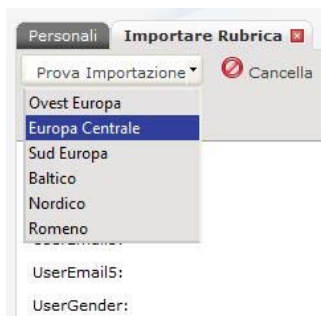 Personali Importare Rubrica
Prova Importazione Cancella
Ovest Europa
Europa Centrale
Sud Europa
Baltico
Nordico
Romeno
UserEmail5:
UserGender: